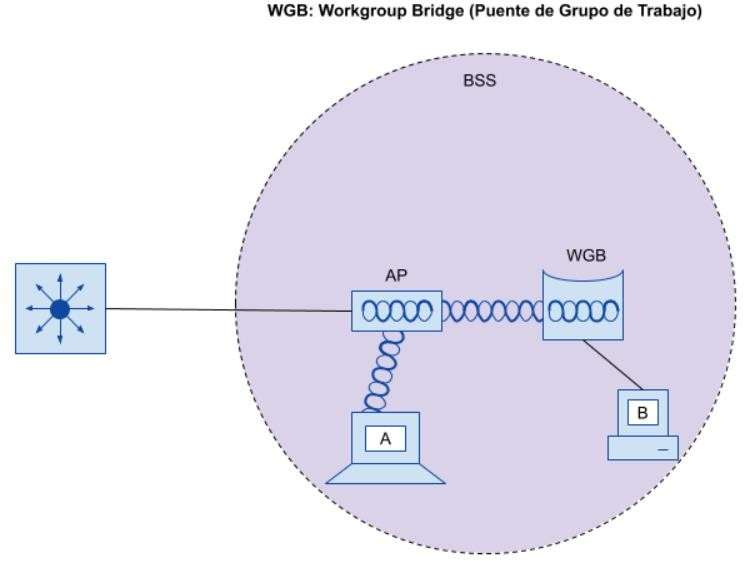 WGB: Workgroup Bridge (Puente de Grupo de Trabajo)
BSS
WGB
AP
B
A